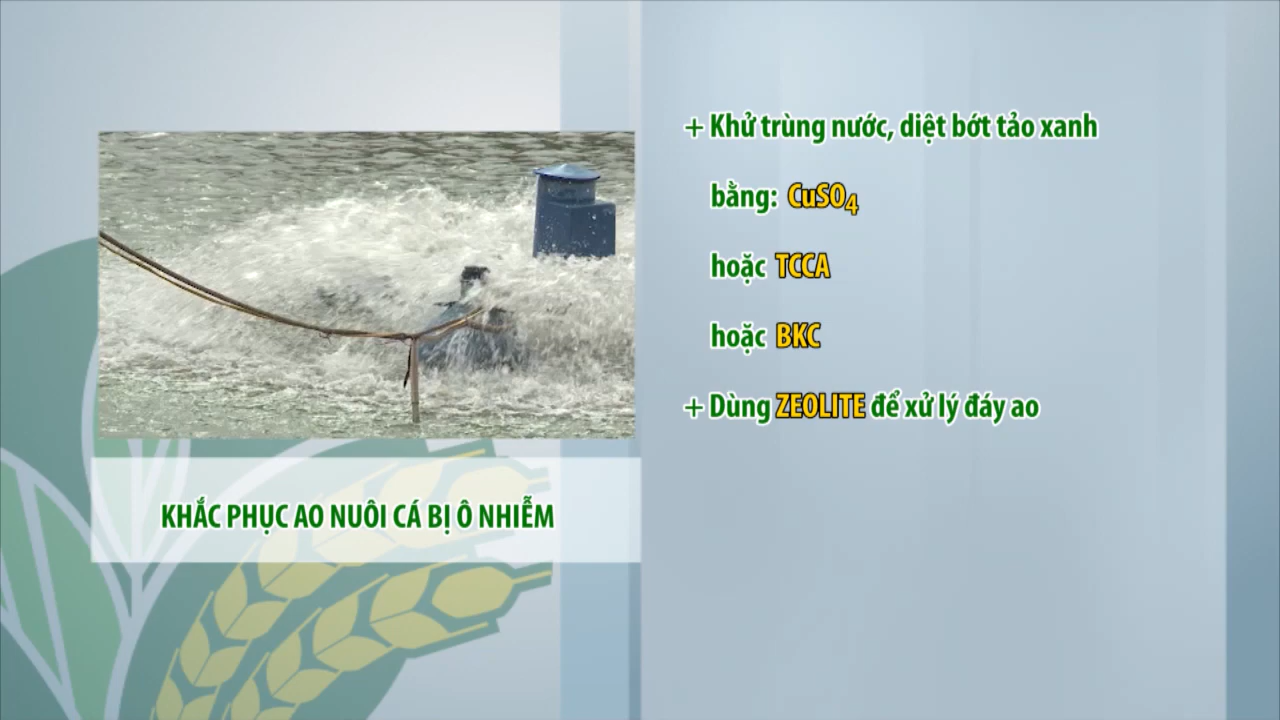 + Khử trùng nước, diệt bớt tảo xanh
bằng: CuSO₄
hoặc TCCA
hoặc BKC
+ Dùng ZEOLITE để xử lý đáy ao
KHẮC PHỤC AO NUÔI CÁ BỊ Ô NHIỄM